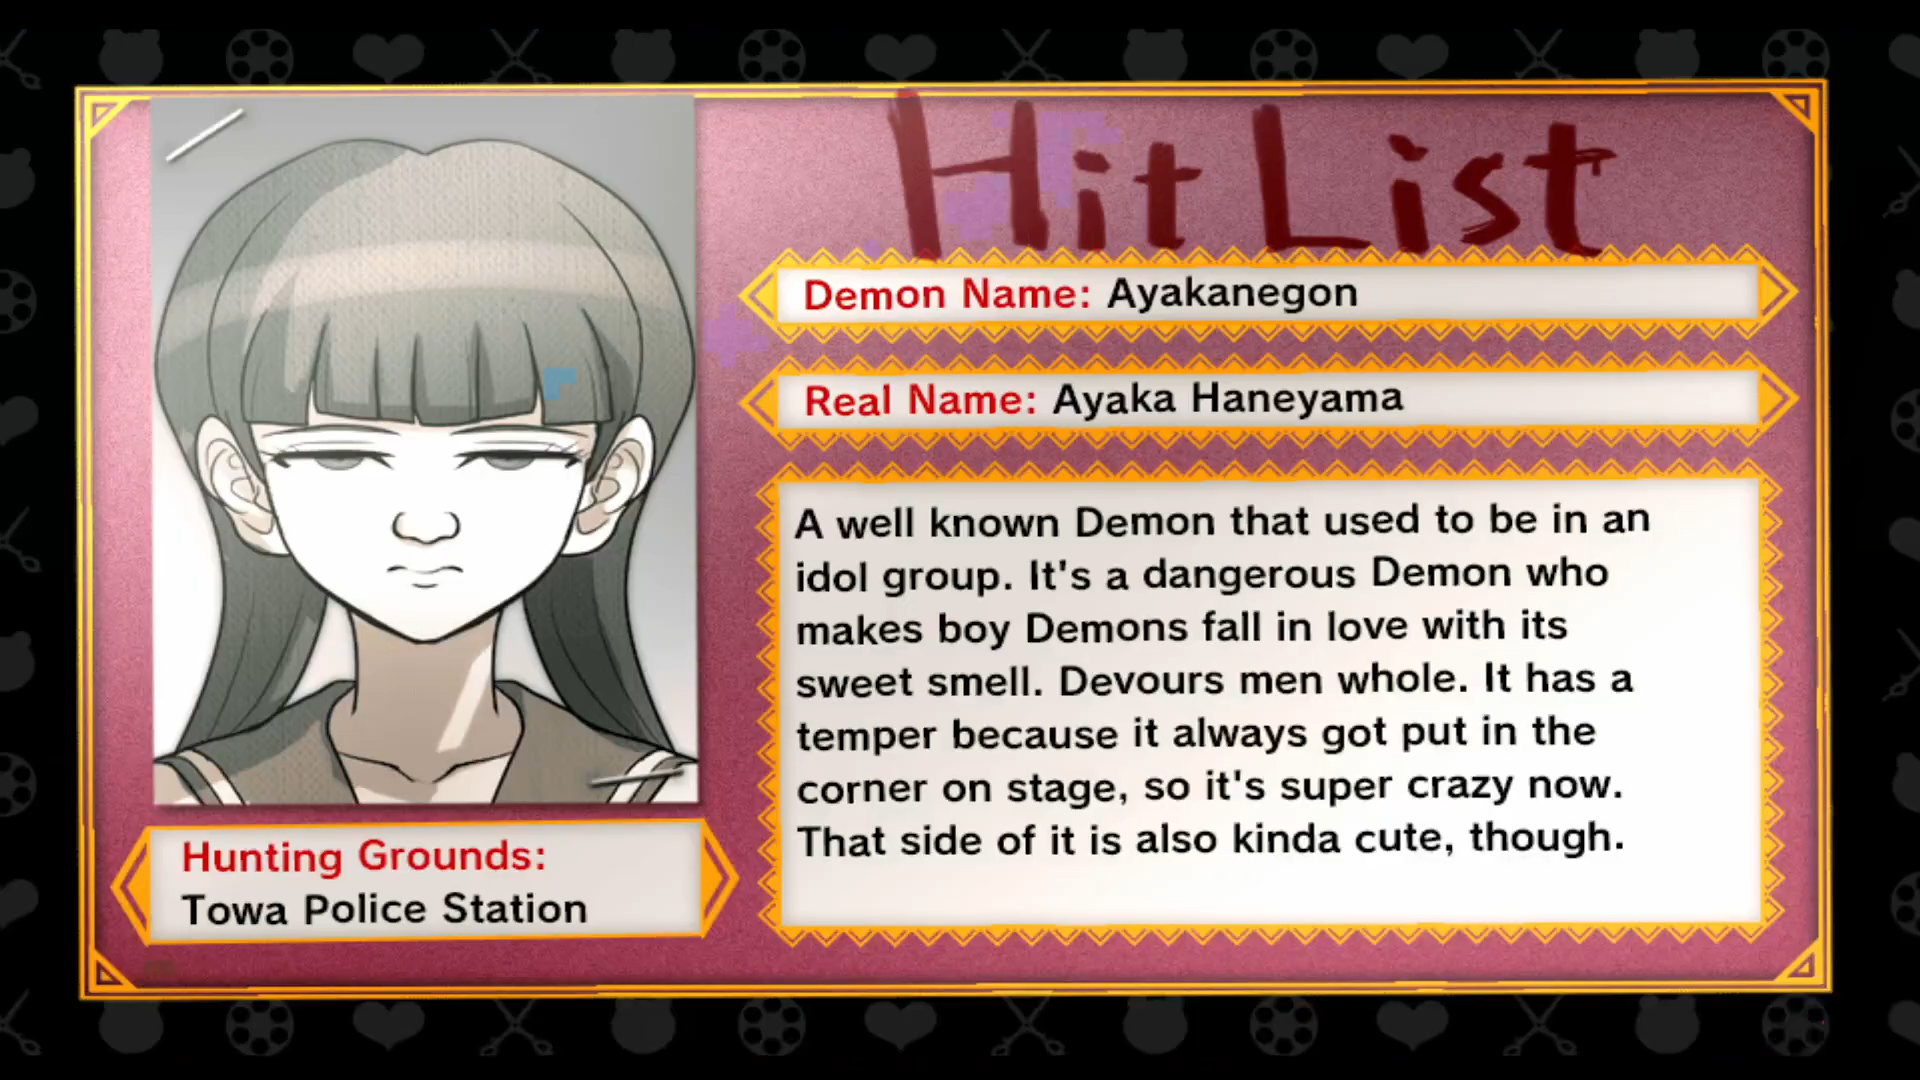 Hit List
Demon Name: Ayakanegon
Real Name: Ayaka Haneyama
A well known Demon that used to be in an
idol group. It's a dangerous Demon who
makes boy Demons fall in love with its
sweet smell. Devours men whole. It has a
temper because it always got put in the
corner on stage, so it's super crazy now.
That side of it is also kinda cute, though.
Hunting Grounds:
Towa Police Station